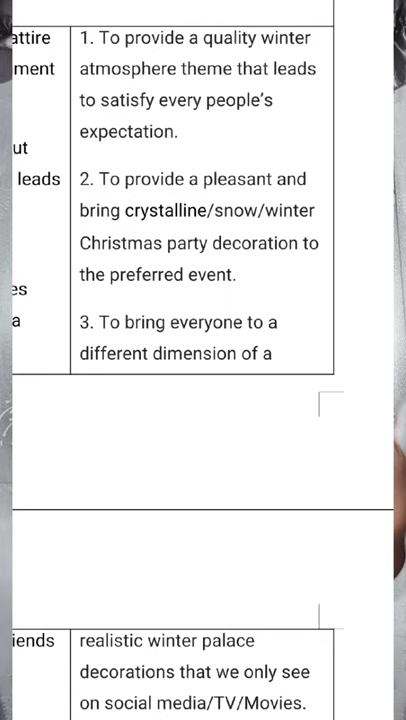 attire
ment
ut
leads
es
a
1. To provide a quality winter
atmosphere theme that leads
to satisfy every people’s
expectation.
2. To provide a pleasant and
bring crystalline/snow/winter
Christmas party decoration to
the preferred event.
3. To bring everyone to a
different dimension of a
iends
realistic winter palace
decorations that we only see
on social media/TV/Movies.